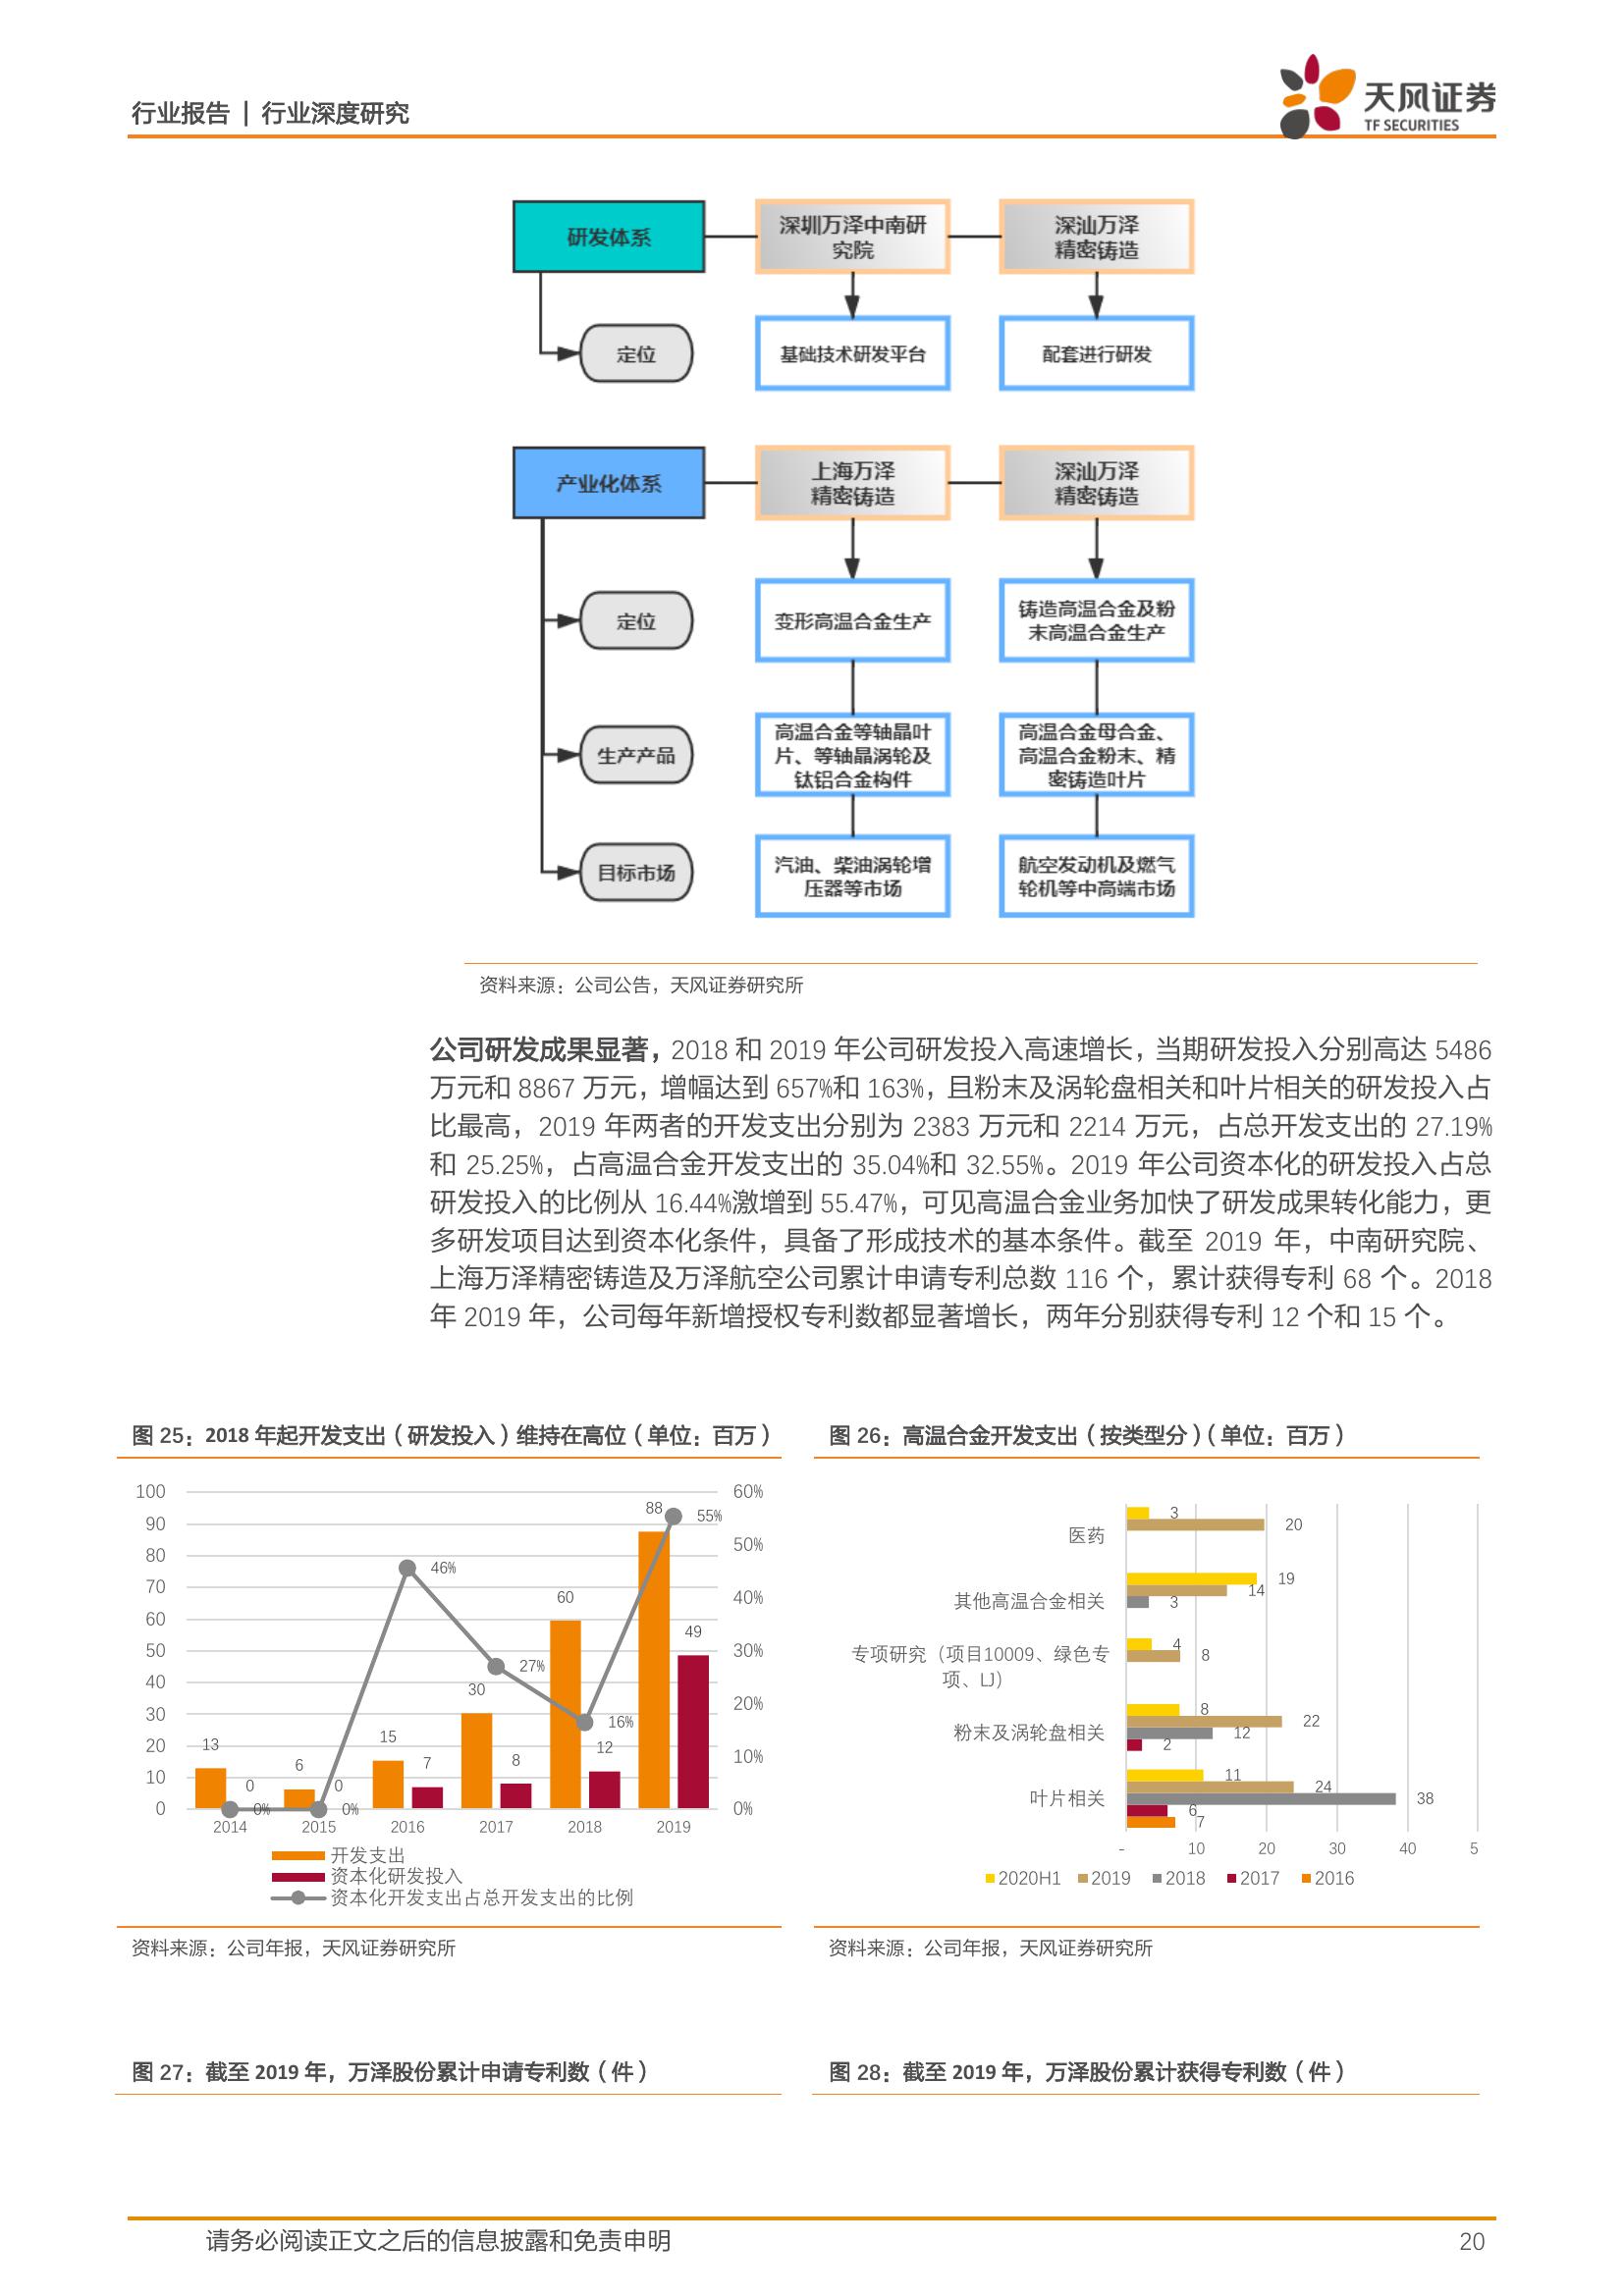 行业报告 | 行业深度研究
天风证券
TF SECURITIES
研发体系
深圳万泽中南研
究院
深汕万泽
精密铸造
定位
基础技术研发平台
配套进行研发
产业化体系
上海万泽
精密铸造
深汕万泽
精密铸造
定位
变形高温合金生产
铸造高温合金及粉
末高温合金生产
生产产品
高温合金等轴晶叶
片、等轴晶涡轮及
钛铝合金构件
高温合金母合金、
高温合金粉末、精
密铸造叶片
目标市场
汽油、柴油涡轮增
压器等市场
航空发动机及燃气
轮机等中高端市场
资料来源：公司公告，天风证券研究所
公司研发成果显著，2018 和 2019 年公司研发投入高速增长，当期研发投入分别高达 5486
万元和 8867 万元，增幅达到 657%和 163%，且粉末及涡轮盘相关和叶片相关的研发投入占
比最高，2019 年两者的开发支出分别为 2383 万元和 2214 万元，占总开发支出的 27.19%
和 25.25%，占高温合金开发支出的 35.04%和 32.55%。2019 年公司资本化的研发投入占总
研发投入的比例从 16.44%激增到 55.47%，可见高温合金业务加快了研发成果转化能力，更
多研发项目达到资本化条件，具备了形成技术的基本条件。截至 2019 年，中南研究院、
上海万泽精密铸造及万泽航空公司累计申请专利总数 116 个，累计获得专利 68 个。2018
年 2019 年，公司每年新增授权专利数都显著增长，两年分别获得专利 12 个和 15 个。
图 25：2018 年起开发支出（研发投入）维持在高位（单位：百万）
100
90
80
70
60
50
40
30
20
10
0
60%
50%
40%
30%
20%
10%
0%
13
6
15
30
60
88
0
0
7
8
12
49
0%
0%
46%
27%
16%
55%
2014
2015
2016
2017
2018
2019
开发支出
资本化研发投入
资本化开发支出占总开发支出的比例
资料来源：公司年报，天风证券研究所
图 26：高温合金开发支出（按类型分）（单位：百万）
医药
3
20
其他高温合金相关
19
14
3
专项研究（项目10009、绿色专
项、LJ）
4
8
粉末及涡轮盘相关
8
22
12
2
叶片相关
11
24
38
6
7
-
10
20
30
40
5
2020H1
2019
2018
2017
2016
资料来源：公司年报，天风证券研究所
图 27：截至 2019 年，万泽股份累计申请专利数（件）
图 28：截至 2019 年，万泽股份累计获得专利数（件）
请务必阅读正文之后的信息披露和免责申明
20